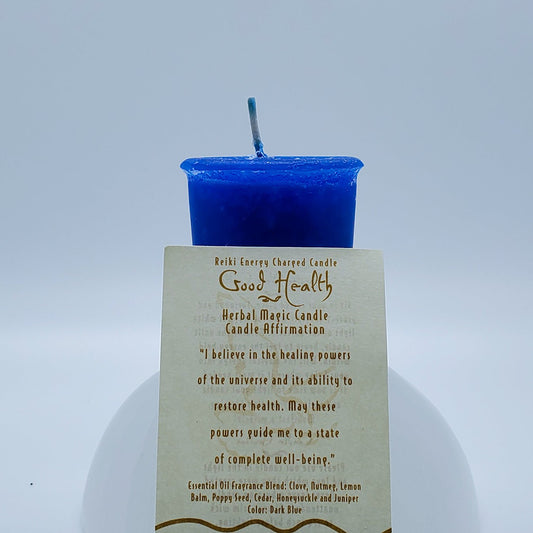 Reiki Energy Charged Candle
Good Health
Herbal Magic Candle
Candle Affirmation
"I believe in the healing powers
of the universe and its ability to
restore health. May these
powers guide me to a state
of complete well-being."
Essential Oil Fragrance Blend: Clove, Nutmeg, Lemon
Balm, Poppy Seed, Cedar, Honeysuckle and Juniper
Color: Dark Blue